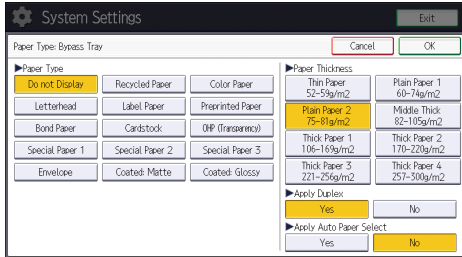 System Settings
Exit
Paper Type: Bypass Tray
Cancel
OK
▶Paper Type
Do not Display
Recycled Paper
Color Paper
Letterhead
Label Paper
Preprinted Paper
Bond Paper
Cardstock
OHP (Transparency)
Special Paper 1
Special Paper 2
Special Paper 3
Envelope
Coated: Matte
Coated: Glossy
▶Paper Thickness
Thin Paper
52-59g/m2
Plain Paper 1
60-74g/m2
Plain Paper 2
75-81g/m2
Middle Thick
82-105g/m2
Thick Paper 1
106-169g/m2
Thick Paper 2
170-220g/m2
Thick Paper 3
221-256g/m2
Thick Paper 4
257-300g/m2
▶Apply Duplex
Yes
No
▶Apply Auto Paper Select
Yes
No